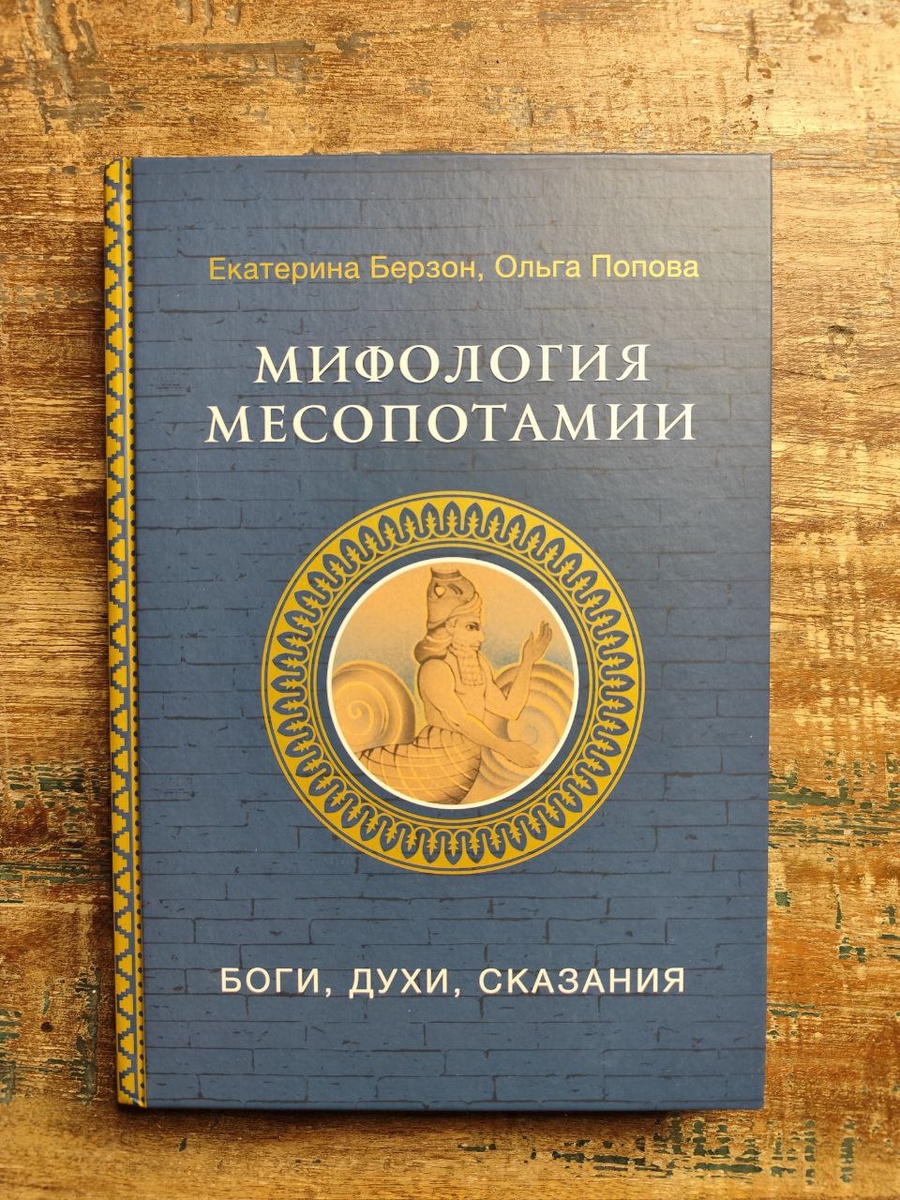 Екатерина Берзон, Ольга Попова
МИФОЛОГИЯ
МЕСОПОТАМИИ
БОГИ, ДУХИ, СКАЗАНИЯ